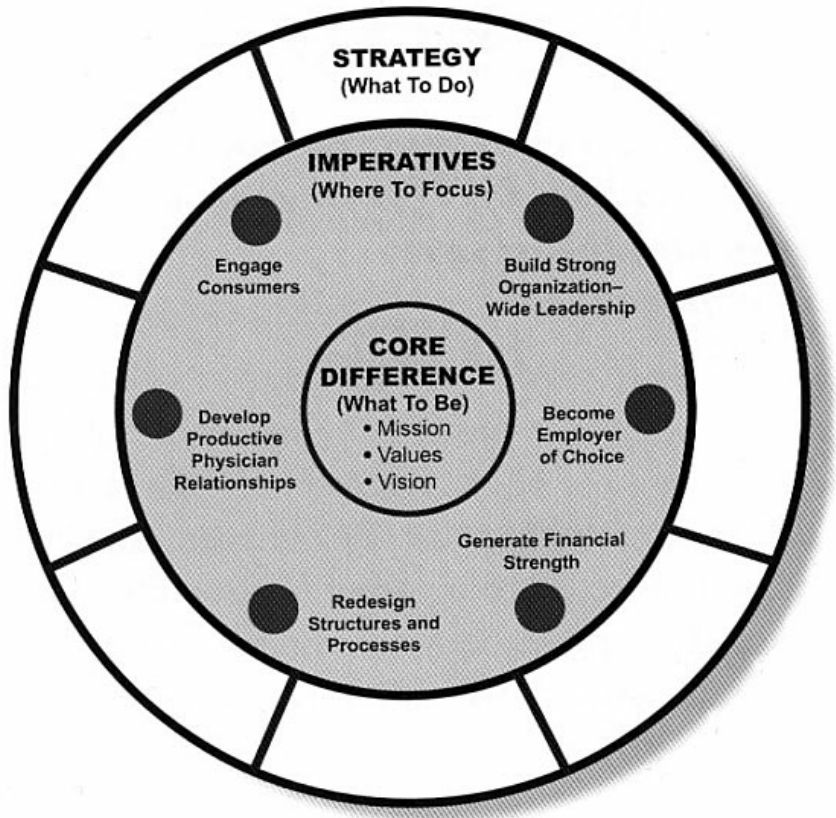 STRATEGY
(What To Do)
IMPERATIVES
(Where To Focus)
Engage
Consumers
Build Strong
Organization–
Wide Leadership
CORE
DIFFERENCE
(What To Be)
• Mission
• Values
• Vision
Develop
Productive
Physician
Relationships
Become
Employer
of Choice
Generate Financial
Strength
Redesign
Structures and
Processes